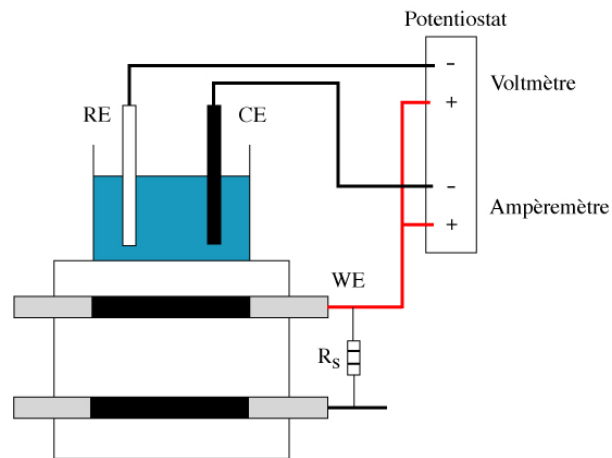 Potentiostat
-
Voltmètre
RE
CE
+
-
Ampèremètre
+
WE
Rs